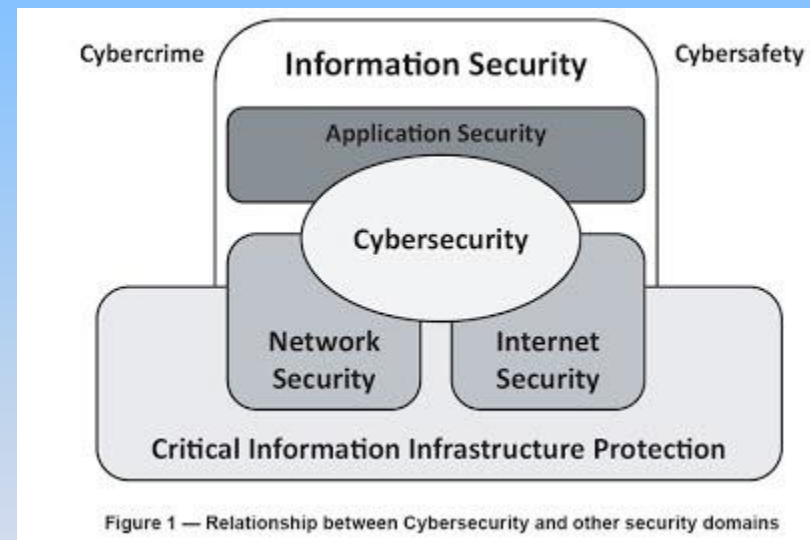 Cybercrime
Information Security
Cybersafety
Application Security
Cybersecurity
Network
Security
Internet
Security
Critical Information Infrastructure Protection
Figure 1 — Relationship between Cybersecurity and other security domains